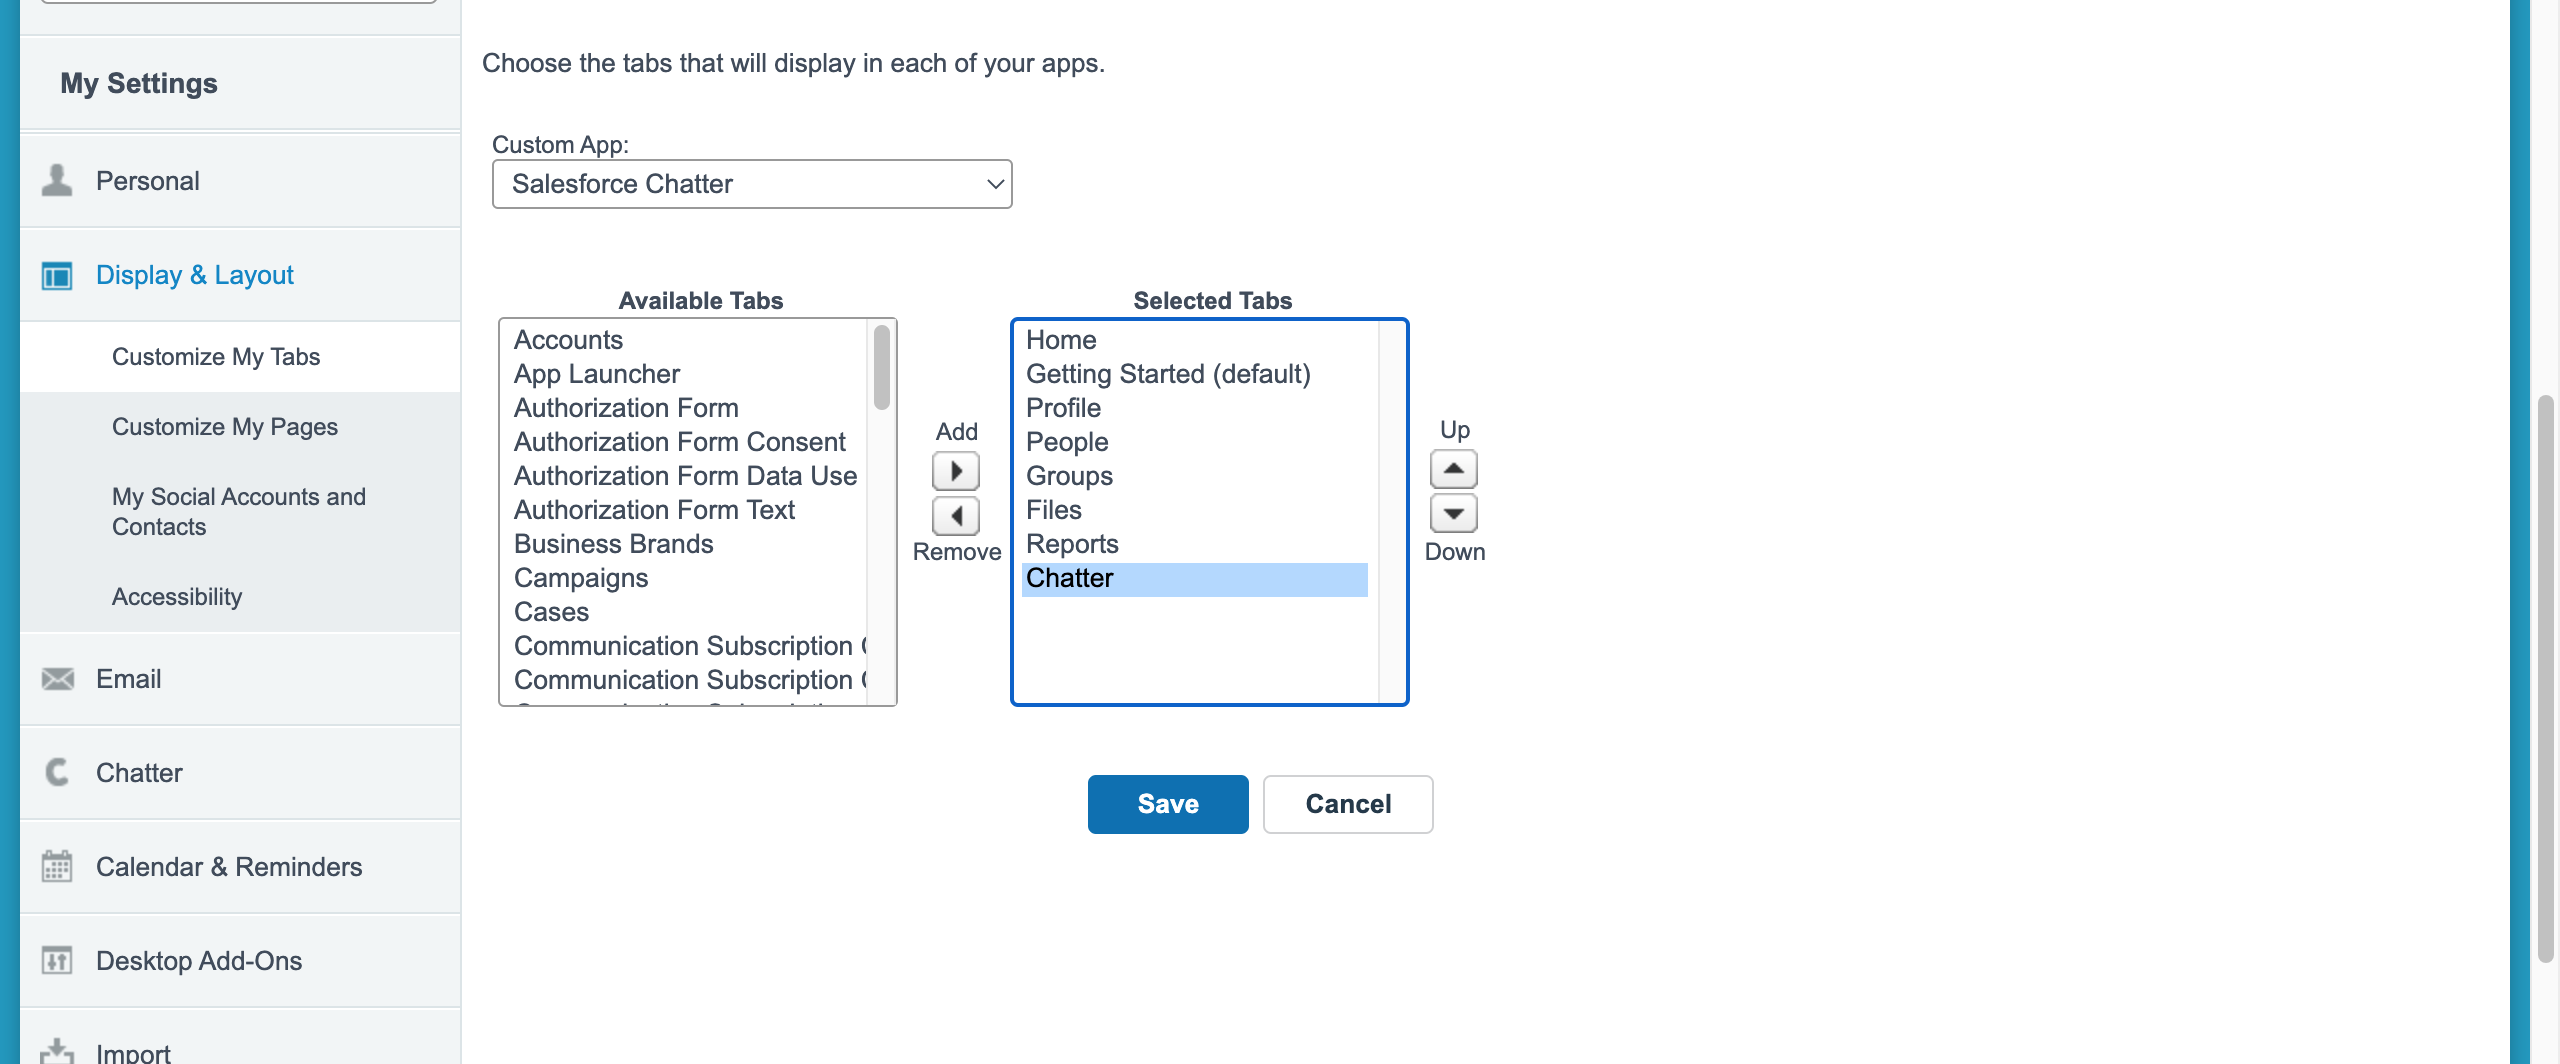 My Settings
Personal
Display & Layout
Customize My Tabs
Customize My Pages
My Social Accounts and
Contacts
Accessibility
Email
Chatter
Calendar & Reminders
Desktop Add-Ons
Import
Choose the tabs that will display in each of your apps.
Custom App:
Salesforce Chatter
Available Tabs
Accounts
App Launcher
Authorization Form
Authorization Form Consent
Authorization Form Data Use
Authorization Form Text
Business Brands
Campaigns
Cases
Communication Subscription
Communication Subscription
Add
Remove
Selected Tabs
Home
Getting Started (default)
Profile
People
Groups
Files
Reports
Chatter
Up
Down
Save
Cancel